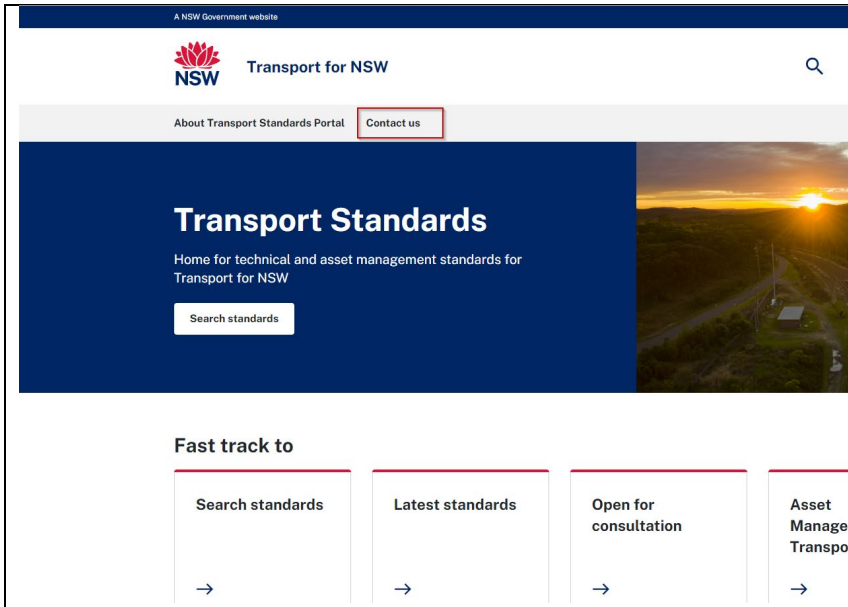 A NSW Government website
NSW
Transport for NSW
About Transport Standards Portal Contact us
Transport Standards
Home for technical and asset management standards for
Transport for NSW
Search standards
Fast track to
Search standards
Latest standards
Open for
consultation
Asset
Manage
Transpo